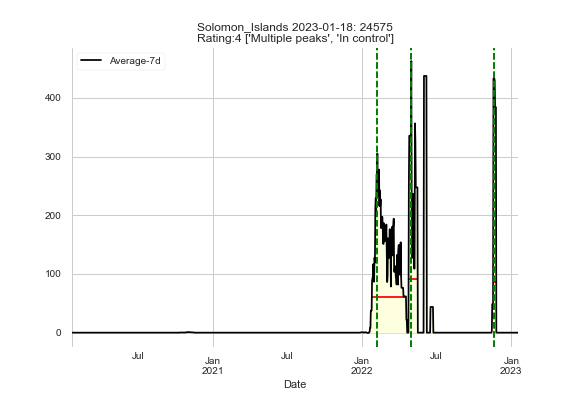 Solomon_Islands 2023-01-18: 24575
Rating:4 ['Multiple peaks', 'In control']
Average-7d
400
300
200
100
0
Jul
Jan
2021
Jul
Jan
2022
Jul
Jan
2023
Date